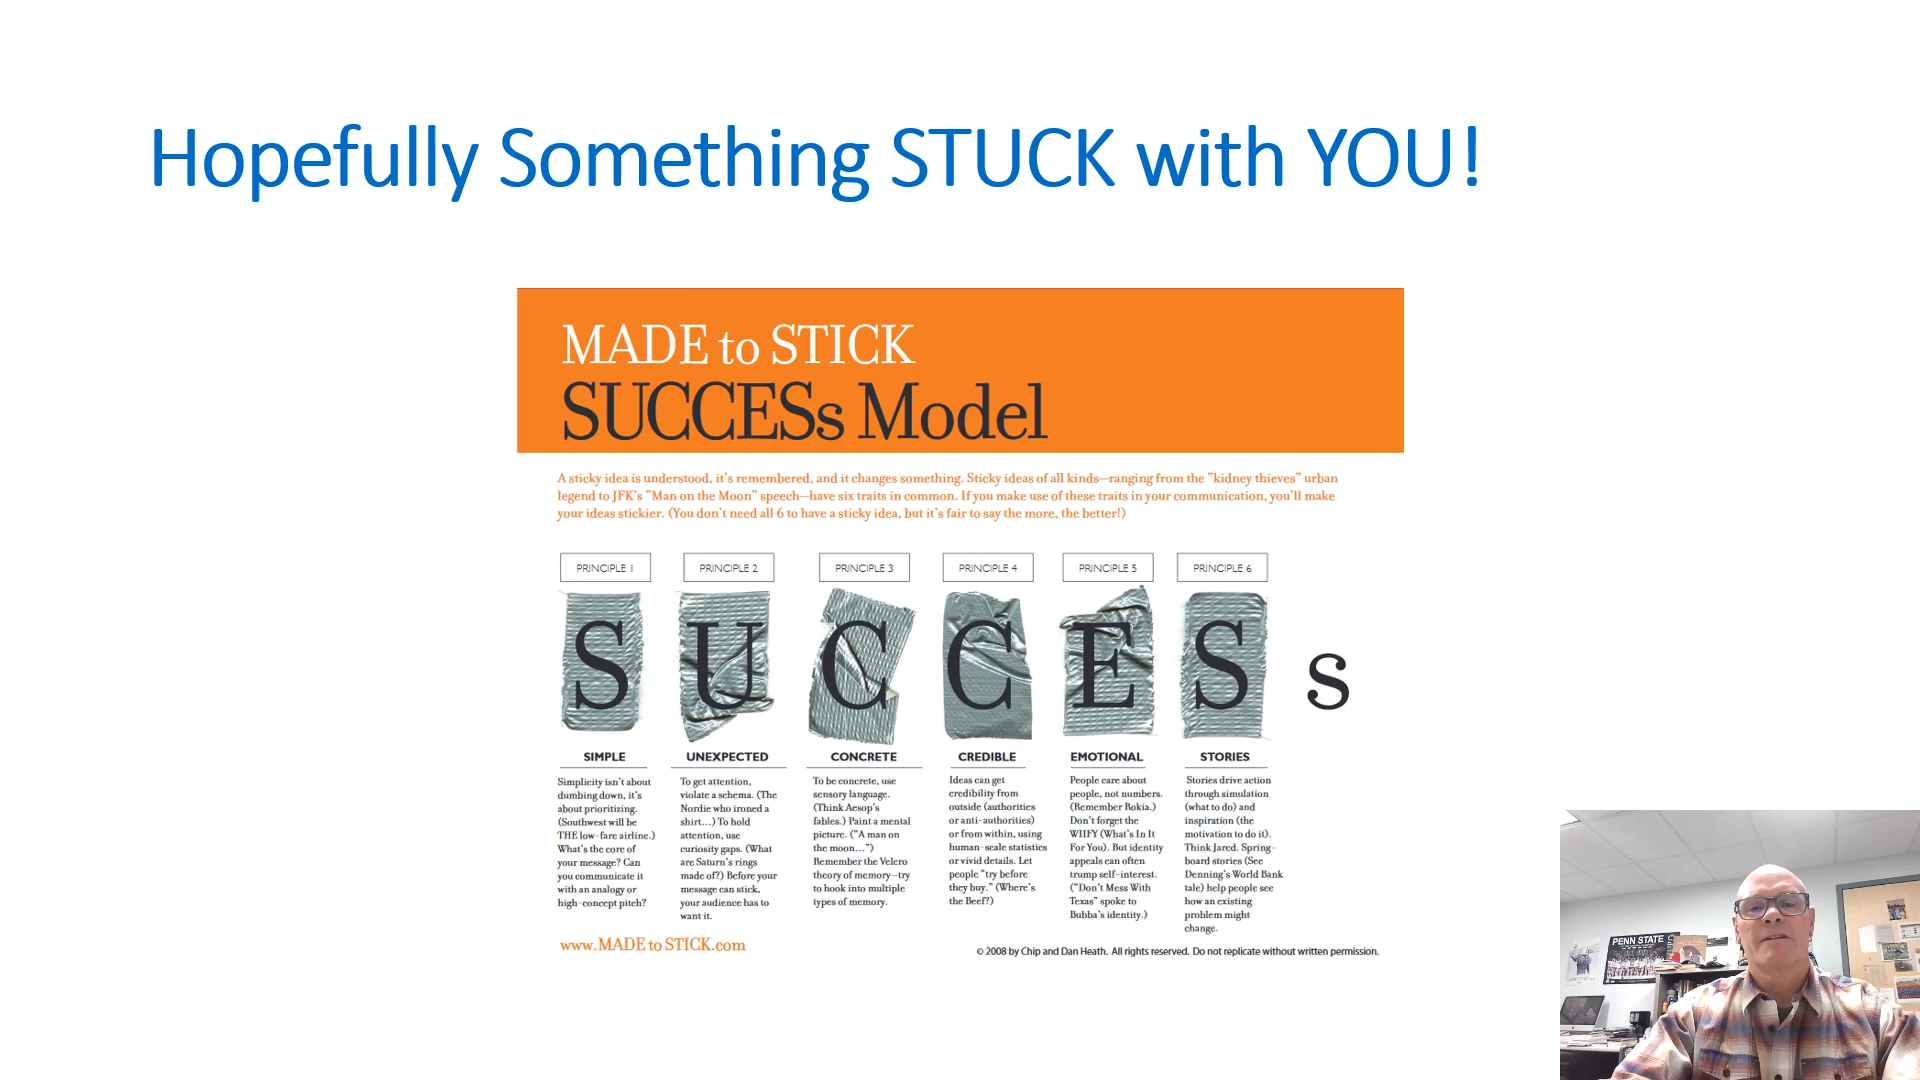 Hopefully Something STUCK with YOU!
MADE to STICK
SUCCESs Model
A sticky idea is understood, it's remembered, and it changes something. Sticky ideas of all kinds—ranging from the "kidney thieves" urban
legend to JFK's "Man on the Moon" speech—have six traits in common. If you make use of these traits in your communication, you'll make
your ideas stickier. (You don't need all 6 to have a sticky idea, but it's fair to say the more, the better!)
PRINCIPLE 1
PRINCIPLE 2
PRINCIPLE 3
PRINCIPLE 4
PRINCIPLE 5
PRINCIPLE 6
S U C C E S s
SIMPLE
Simplicity isn't about
dumbing down, it's
about prioritizing.
(Southwest will be
THE low-fare airline.)
What's the core of
your message? Can
you communicate it
with an analogy or
high-concept pitch?
UNEXPECTED
To get attention,
violate a schema. (The
Nordie who ironed a
shirt...) To hold
attention, use
curiosity gaps. (What
are Saturn's rings
made of?) Before your
message can stick,
your audience has to
want it.
CONCRETE
To be concrete, use
sensory language.
(Think Aesop's
fables.) Paint a mental
picture. ("A man on
the moon...")
Remember the Velcro
theory of memory—try
to hook into multiple
types of memory.
CREDIBLE
Ideas can get
credibility from
outside (authorities
or anti-authorities)
or from within, using
human-scale statistics
or vivid details. Let
people "try before
they buy." (Where's
the Beef?)
EMOTIONAL
People care about
people, not numbers.
(Remember Rokia.)
Don't forget the
WIIFY (What's In It
For You). But identity
appeals can often
trump self-interest.
("Don't Mess With
Texas" spoke to
Bubba's identity.)
STORIES
Stories drive action
through simulation
(what to do) and
inspiration (the
motivation to do it).
Think Jared. Spring-
board stories (See
Denning's World Bank
tale) help people see
how an existing
problem might
change.
www.MADEtoSTICK.com
© 2008 by Chip and Dan Heath. All rights reserved. Do not replicate without written permission.
PENN STATE